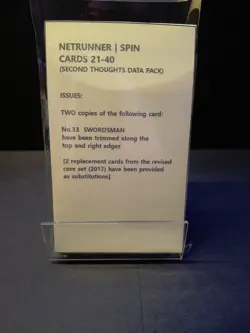 NETRUNNER | SPIN
CARDS 21-40
(SECOND THOUGHTS DATA PACK)
ISSUES:
TWO copies of the following card:
No.33 SWORDSMAN
have been trimmed along the
top and right edges
[2 replacement cards from the revised
core set (2017) have been provided
as substitutions]